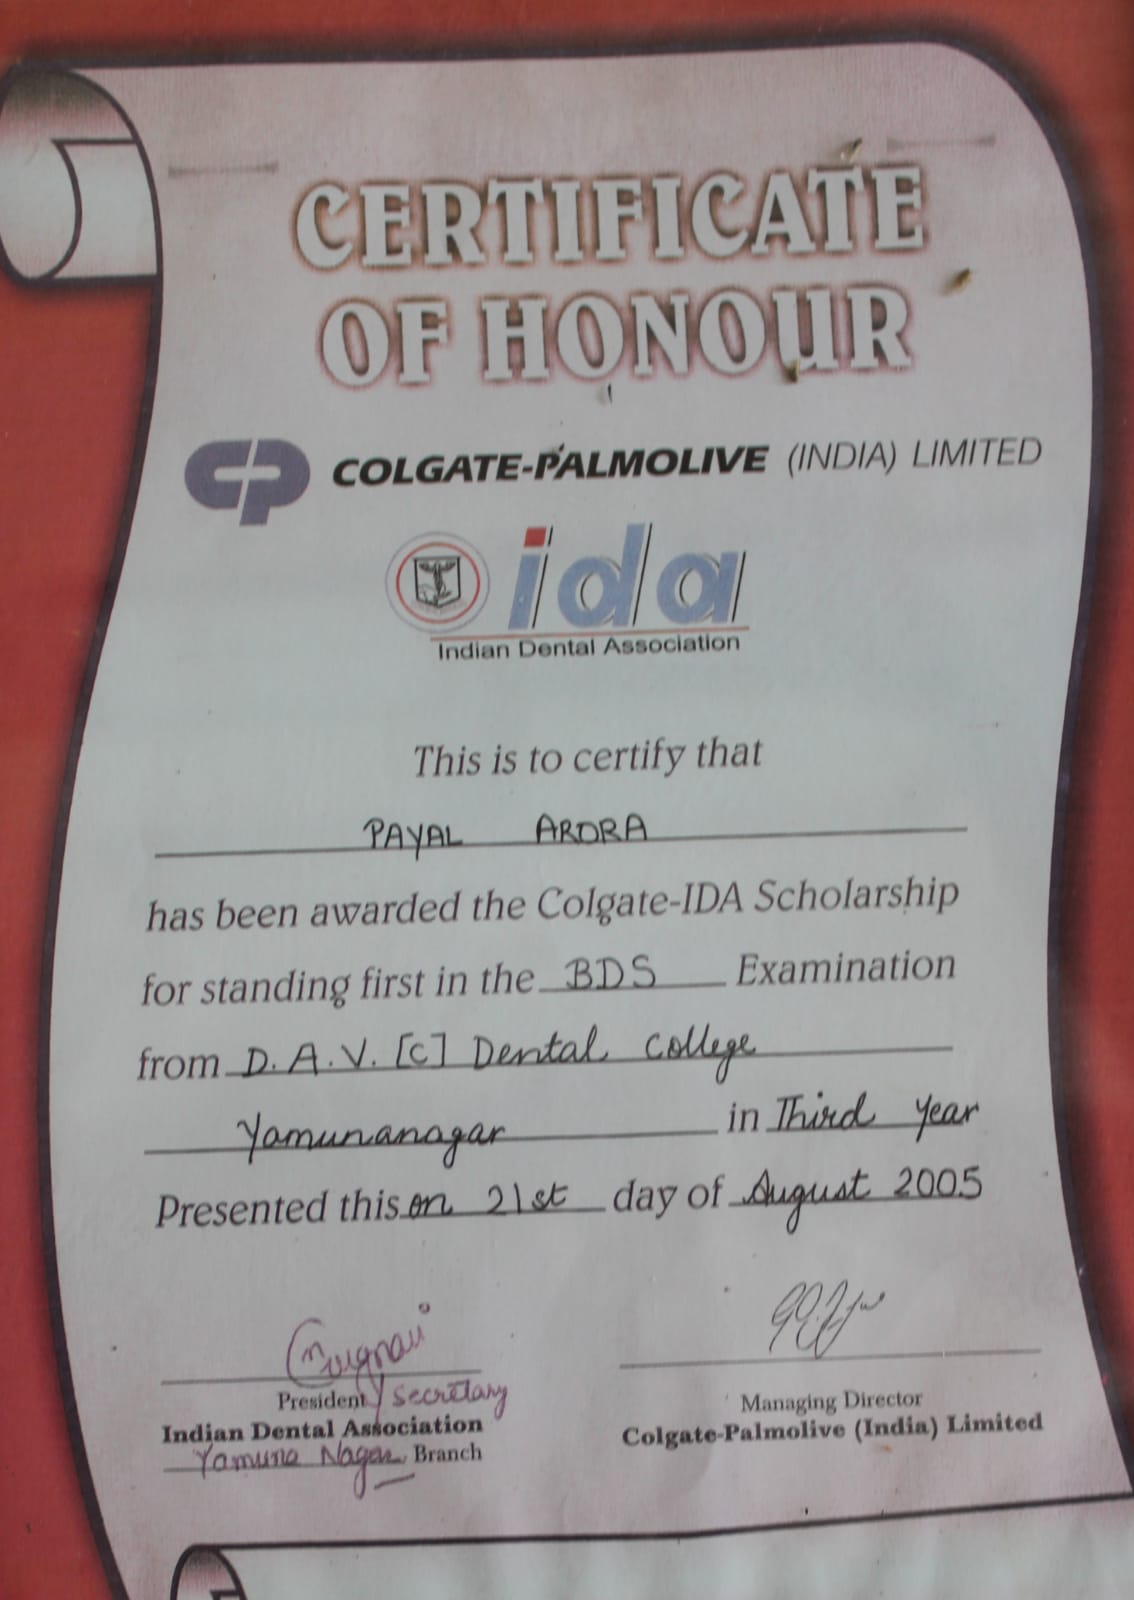 CERTIFICATE
OF HONOUR
CP COLGATE-PALMOLIVE (INDIA) LIMITED
ida
Indian Dental Association
This is to certify that
PAYAL ARORA
has been awarded the Colgate-IDA Scholarship
for standing first in the BDS Examination
from D.A.V. [C] Dental College
Yamunanagar in Third Year
Presented this on 21st day of August 2005
President / Secretary
Indian Dental Association
Yamuna Nagar Branch
Managing Director
Colgate-Palmolive (India) Limited